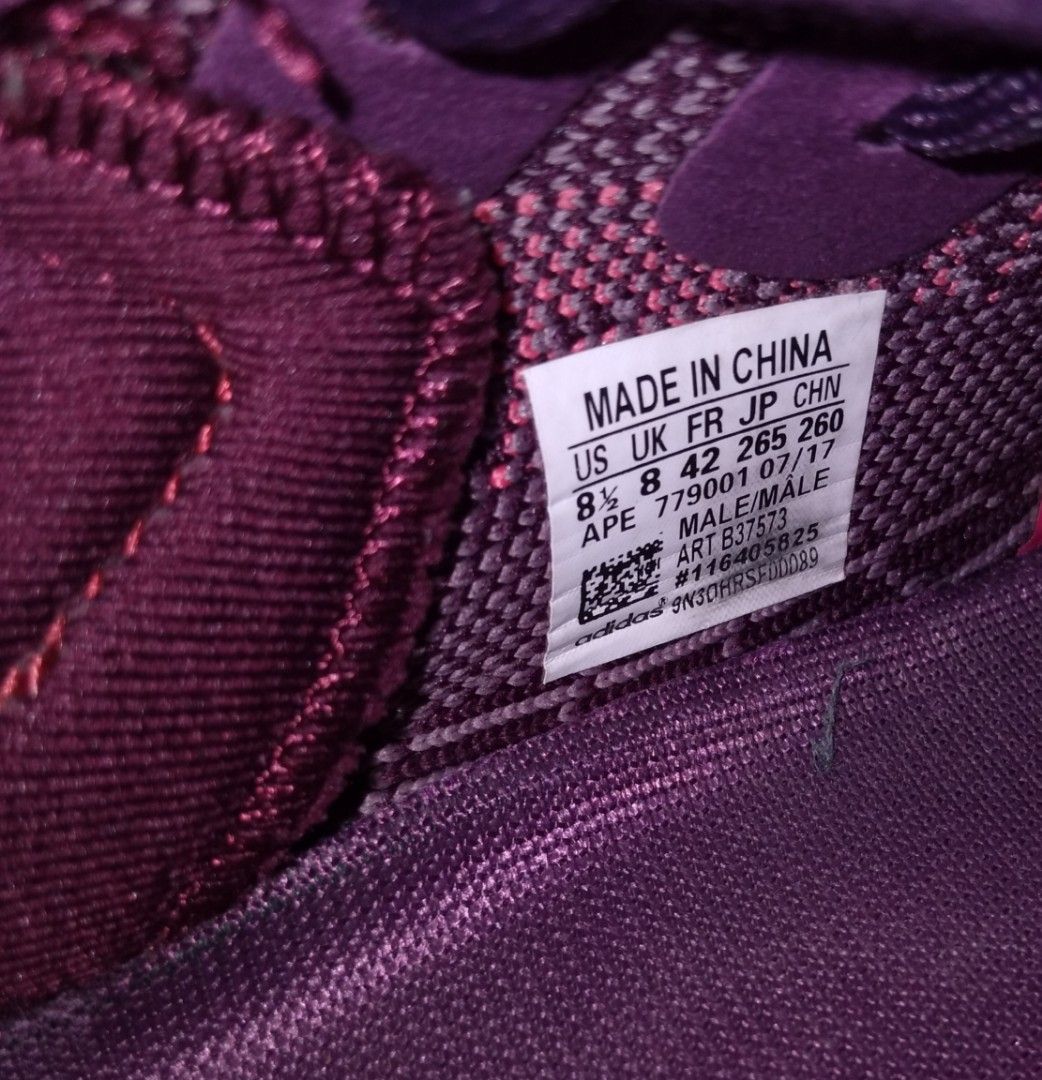 MADE IN CHINA
US UK FR JP CHN
8½ 8 42 265 260
APE 779001 07/17
MALE/MÂLE
ART B37573
#116405825
adidas® 9N3OHRSFD0089